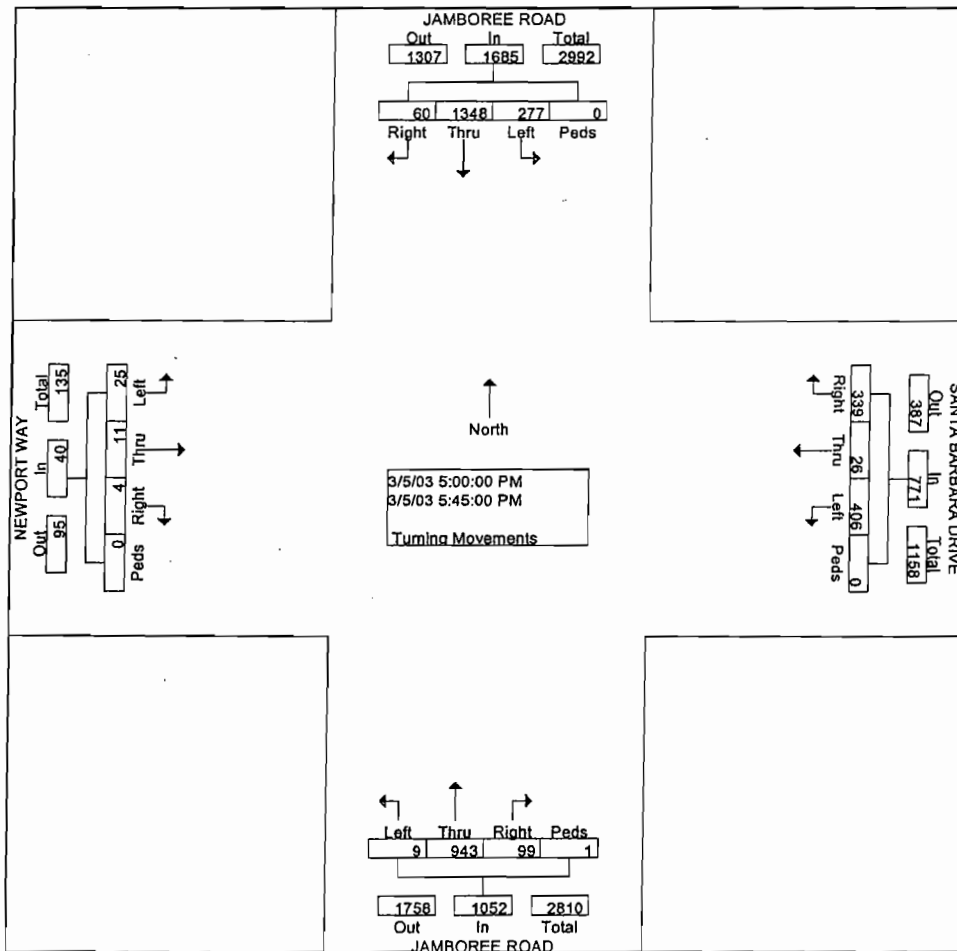 JAMBOREE ROAD
Out In Total
1307 1685 2992
60 1348 277 0
Right Thru Left Peds
NEWPORT WAY
Out In Total
95 40 135
25 11 4 0
Left Thru Right Peds
North
3/5/03 5:00:00 PM
3/5/03 5:45:00 PM
Turning Movements
Right Thru Left Peds
339 26 406 0
Out In Total
387 771 1158
SANTA BARBARA DRIVE
Left Thru Right Peds
9 943 99 1
1758 1052 2810
Out In Total
JAMBOREE ROAD